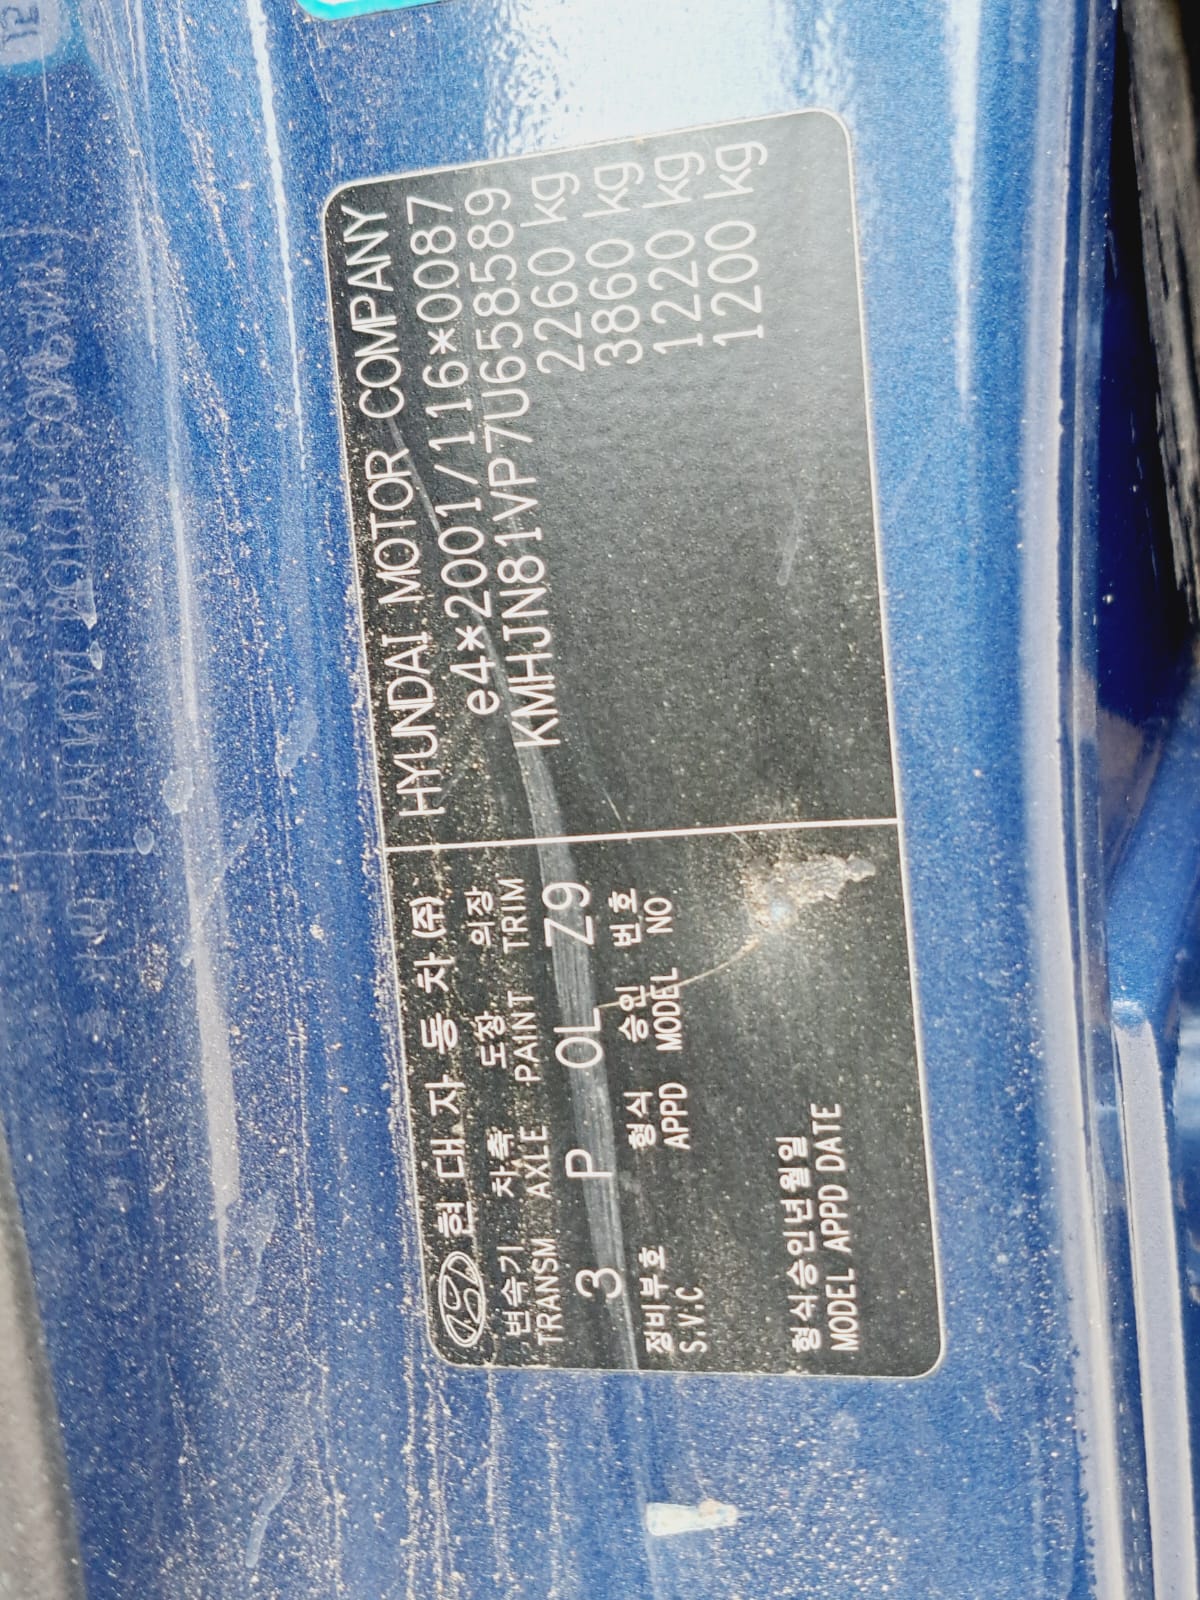 현대자동차(주)
변속기 차축 도장 의장
TRANSM AXLE PAINT TRIM
3 P OL Z9
정비부호 형식 승인 번호
S.V.C APPD MODEL NO
형식승인년월일
MODEL APPD DATE
HYUNDAI MOTOR COMPANY
e4*2001/116*0087
KMHJN81VP7U658589
2260 kg
3860 kg
1220 kg
1200 kg